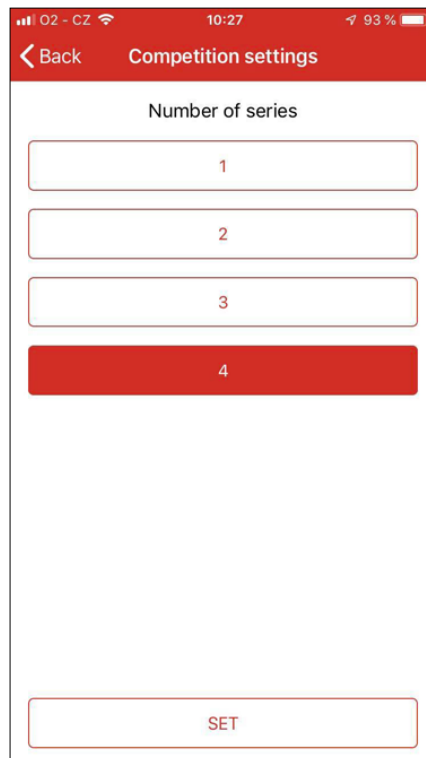 O2 - CZ 10:27 93 %
Back Competition settings
Number of series
1
2
3
4
SET